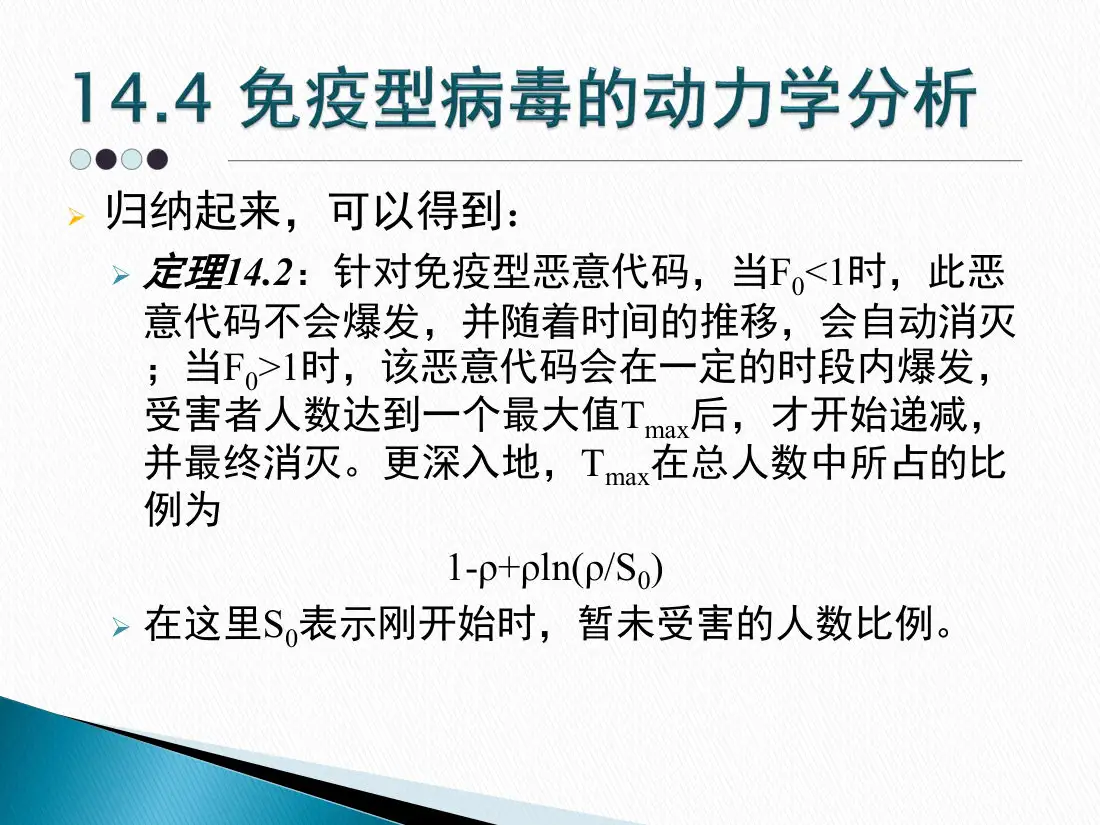 14.4 免疫型病毒的动力学分析
归纳起来，可以得到：
定理14.2：针对免疫型恶意代码，当F₀<1时，此恶
意代码不会爆发，并随着时间的推移，会自动消灭
；当F₀>1时，该恶意代码会在一定的时段内爆发，
受害者人数达到一个最大值Tmax后，才开始递减，
并最终消灭。更深入地，Tmax在总人数中所占的比
例为
1-ρ+ρln(ρ/S₀)
在这里S₀表示刚开始时，暂未受害的人数比例。